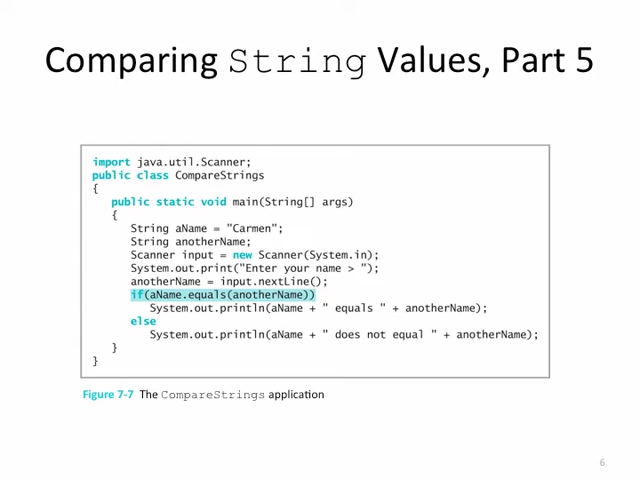 Comparing String Values, Part 5
import java.util.Scanner;
public class CompareStrings
{
   public static void main(String[] args)
   {
      String aName = "Carmen";
      String anotherName;
      Scanner input = new Scanner(System.in);
      System.out.print("Enter your name > ");
      anotherName = input.nextLine();
      if(aName.equals(anotherName))
         System.out.println(aName + " equals " + anotherName);
      else
         System.out.println(aName + " does not equal " + anotherName);
   }
}
Figure 7-7 The CompareStrings application
6